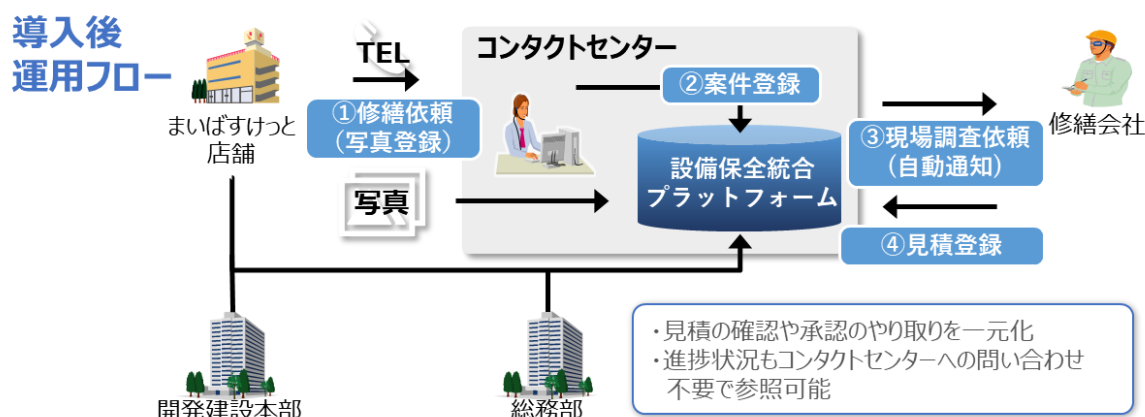 導入後
運用フロー
まいばすけっと
店舗
TEL
①修繕依頼
(写真登録)
写真
コンタクトセンター
②案件登録
設備保全統合
プラットフォーム
③現場調査依頼
(自動通知)
④見積登録
修繕会社
開発建設本部
総務部
・見積の確認や承認のやり取りを一元化
・進捗状況もコンタクトセンターへの問い合わせ
不要で参照可能